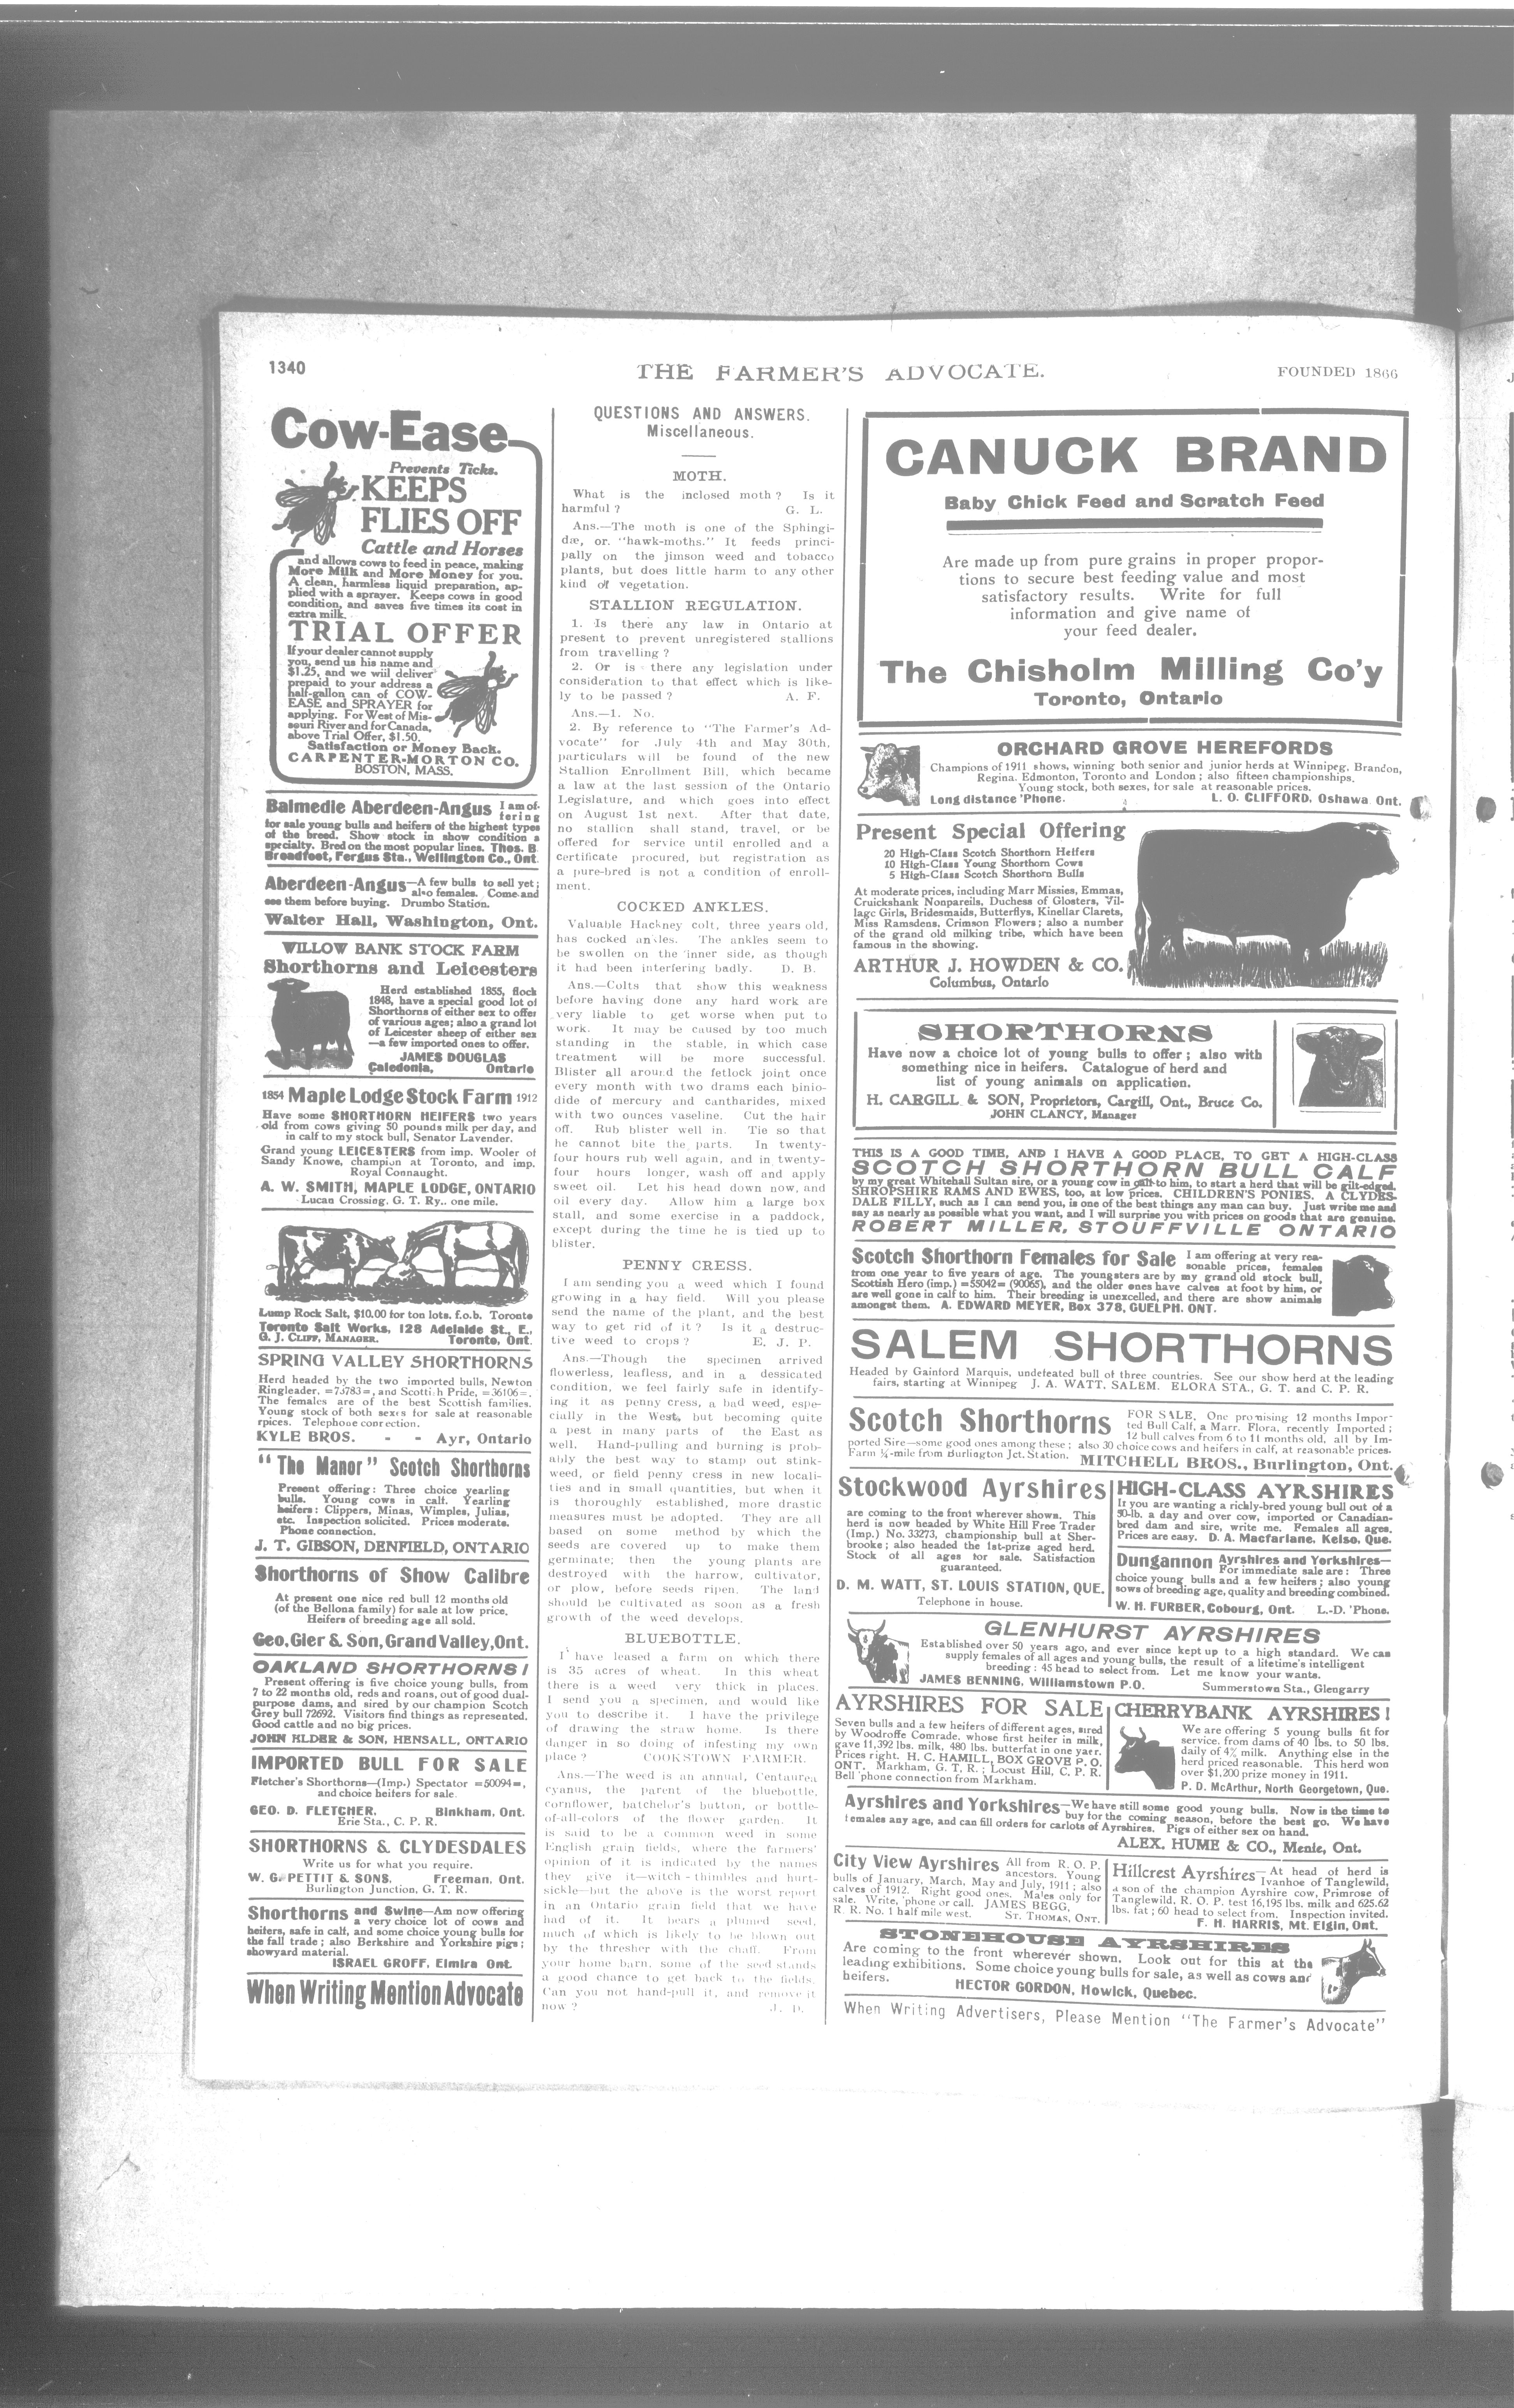 1340
THE FARMER'S ADVOCATE.
FOUNDED 1866
Cow-Ease
Prevents Ticks.
KEEPS
FLIES OFF
Cattle and Horses
and allows cows to feed in peace, making
More Milk and More Money for you.
A clean, harmless liquid preparation, ap-
plied with a sprayer. Keeps cows in good
condition, and saves five times its cost in
extra milk.
TRIAL OFFER
If your dealer cannot supply
you, send us his name and
$1.25, and we will deliver
prepaid to your address a
half-gallon can of COW-
EASE and SPRAYER for
applying. For West of Mis-
souri River and for Canada,
above Trial Offer, $1.50.
Satisfaction or Money Back.
CARPENTER-MORTON CO.
BOSTON, MASS.
Balmedie Aberdeen-Angus I am of-
fering
for sale young bulls and heifers of the highest types
of the breed. Show stock in show condition a
specialty. Bred on the most popular lines. Thos. B
Broadfoot, Fergus Sta., Wellington Co., Ont.
Aberdeen-Angus—A few bulls to sell yet;
also females. Come and
see them before buying. Drumbo Station.
Walter Hall, Washington, Ont.
WILLOW BANK STOCK FARM
Shorthorns and Leicesters
Herd established 1855, flock
1848, have a special good lot of
Shorthorns of either sex to offer
of various ages; also a grand lot
of Leicester sheep of either sex
—a few imported ones to offer.
JAMES DOUGLAS
Caledonia, Ontario
1854 Maple Lodge Stock Farm 1912
Have some SHORTHORN HEIFERS two years
old from cows giving 50 pounds milk per day, and
in calf to my stock bull, Senator Lavender.
Grand young LEICESTERS from imp. Wooler of
Sandy Knowe, champion at Toronto, and imp.
Royal Connaught.
A. W. SMITH, MAPLE LODGE, ONTARIO
Lucan Crossing, G. T. Ry., one mile.
Lump Rock Salt, $10.00 for ton lots, f.o.b. Toronto
Toronto Salt Works, 128 Adelaide St., E.,
G. J. CLIFF, MANAGER. Toronto, Ont.
SPRING VALLEY SHORTHORNS
Herd headed by the two imported bulls, Newton
Ringleader, =73783=, and Scottish Pride, =36106=.
The females are of the best Scottish families.
Young stock of both sexes for sale at reasonable
rpices. Telephone connection.
KYLE BROS. - - Ayr, Ontario
"The Manor" Scotch Shorthorns
Present offering: Three choice yearling
bulls. Young cows in calf. Yearling
heifers: Clippers, Minas, Wimples, Julias,
etc. Inspection solicited. Prices moderate.
Phone connection.
J. T. GIBSON, DENFIELD, ONTARIO
Shorthorns of Show Calibre
At present one nice red bull 12 months old
(of the Bellona family) for sale at low price.
Heifers of breeding age all sold.
Geo. Gier & Son, Grand Valley, Ont.
OAKLAND SHORTHORNS!
Present offering is five choice young bulls, from
7 to 22 months old, reds and roans, out of good dual-
purpose dams, and sired by our champion Scotch
Grey bull 72692. Visitors find things as represented.
Good cattle and no big prices.
JOHN ELDER & SON, HENSALL, ONTARIO
IMPORTED BULL FOR SALE
Fletcher's Shorthorns—(Imp.) Spectator =50094=,
and choice heifers for sale
GEO. D. FLETCHER, Binkham, Ont.
Erie Sta., C. P. R.
SHORTHORNS & CLYDESDALES
Write us for what you require.
W. G. PETTIT & SONS, Freeman, Ont.
Burlington Junction, G. T. R.
Shorthorns and Swine—Am now offering
a very choice lot of cows and
heifers, safe in calf, and some choice young bulls for
the fall trade; also Berkshire and Yorkshire pigs;
showyard material.
ISRAEL GROFF, Elmira Ont.
When Writing Mention Advocate
QUESTIONS AND ANSWERS.
Miscellaneous.
MOTH.
What is the inclosed moth? Is it
harmful? G. L.
Ans.—The moth is one of the Sphingi-
dæ, or "hawk-moths." It feeds princi-
pally on the jimson weed and tobacco
plants, but does little harm to any other
kind of vegetation.
STALLION REGULATION.
1. Is there any law in Ontario at
present to prevent unregistered stallions
from travelling?
2. Or is there any legislation under
consideration to that effect which is like-
ly to be passed? A. F.
Ans.—1. No.
2. By reference to "The Farmer's Ad-
vocate" for July 4th and May 30th,
particulars will be found of the new
Stallion Enrollment Bill, which became
a law at the last session of the Ontario
Legislature, and which goes into effect
on August 1st next. After that date,
no stallion shall stand, travel, or be
offered for service until enrolled and a
certificate procured, but registration as
a pure-bred is not a condition of enroll-
ment.
COCKED ANKLES.
Valuable Hackney colt, three years old,
has cocked ankles. The ankles seem to
be swollen on the inner side, as though
it had been interfering badly. D. B.
Ans.—Colts that show this weakness
before having done any hard work are
very liable to get worse when put to
work. It may be caused by too much
standing in the stable, in which case
treatment will be more successful.
Blister all around the fetlock joint once
every month with two drams each binio-
dide of mercury and cantharides, mixed
with two ounces vaseline. Cut the hair
off. Rub blister well in. Tie so that
he cannot bite the parts. In twenty-
four hours rub well again, and in twenty-
four hours longer, wash off and apply
sweet oil. Let his head down now, and
oil every day. Allow him a large box
stall, and some exercise in a paddock,
except during the time he is tied up to
blister.
PENNY CRESS.
I am sending you a weed which I found
growing in a hay field. Will you please
send the name of the plant, and the best
way to get rid of it? Is it a destruc-
tive weed to crops? E. J. P.
Ans.—Though the specimen arrived
flowerless, leafless, and in a dessicated
condition, we feel fairly safe in identify-
ing it as penny cress, a bad weed, espe-
cially in the West, but becoming quite
a pest in many parts of the East as
well. Hand-pulling and burning is prob-
ably the best way to stamp out stink-
weed, or field penny cress in new locali-
ties and in small quantities, but when it
is thoroughly established, more drastic
measures must be adopted. They are all
based on some method by which the
seeds are covered up to make them
germinate; then the young plants are
destroyed with the harrow, cultivator,
or plow, before seeds ripen. The land
should be cultivated as soon as a fresh
growth of the weed develops.
BLUEBOTTLE.
I have leased a farm on which there
is 35 acres of wheat. In this wheat
there is a weed very thick in places.
I send you a specimen, and would like
you to describe it. I have the privilege
of drawing the straw home. Is there
danger in so doing of infesting my own
place? COOKSTOWN FARMER.
Ans.—The weed is an annual, Centaurea
cyanus, the parent of the bluebottle,
cornflower, batchelor's button, or bottle-
of-all-colors of the flower garden. It
is said to be a common weed in some
English grain fields, where the farmers'
opinion of it is indicated by the names
they give it—witch-thimbles and hurt-
sickle—but the above is the worst report
in an Ontario grain field that we have
had of it. It bears a plumed seed,
much of which is likely to be blown out
by the thresher with the chaff. From
your home barn, some of the seed stands
a good chance to get back to the fields.
Can you not hand-pull it, and remove it
now? J. D.
CANUCK BRAND
Baby Chick Feed and Scratch Feed
Are made up from pure grains in proper propor-
tions to secure best feeding value and most
satisfactory results. Write for full
information and give name of
your feed dealer.
The Chisholm Milling Co'y
Toronto, Ontario
ORCHARD GROVE HEREFORDS
Champions of 1911 shows, winning both senior and junior herds at Winnipeg, Brandon,
Regina, Edmonton, Toronto and London; also fifteen championships.
Young stock, both sexes, for sale at reasonable prices.
Long distance 'Phone. L. O. CLIFFORD, Oshawa Ont.
Present Special Offering
20 High-Class Scotch Shorthorn Heifers
10 High-Class Young Shorthorn Cows
5 High-Class Scotch Shorthorn Bulls
At moderate prices, including Marr Missies, Emmas,
Cruickshank Nonpareils, Duchess of Glosters, Vil-
lage Girls, Bridesmaids, Butterflys, Kinellar Clarets,
Miss Ramsdens, Crimson Flowers; also a number
of the grand old milking tribe, which have been
famous in the showing.
ARTHUR J. HOWDEN & CO.
Columbus, Ontario
SHORTHORNS
Have now a choice lot of young bulls to offer; also with
something nice in heifers. Catalogue of herd and
list of young animals on application.
H. CARGILL & SON, Proprietors, Cargill, Ont., Bruce Co.
JOHN CLANCY, Manager
THIS IS A GOOD TIME, AND I HAVE A GOOD PLACE, TO GET A HIGH-CLASS
SCOTCH SHORTHORN BULL CALF
by my great Whitehall Sultan sire, or a young cow in calf to him, to start a herd that will be gilt-edged.
SHROPSHIRE RAMS AND EWES, too, at low prices. CHILDREN'S PONIES. A CLYDES-
DALE FILLY, such as I can send you, is one of the best things any man can buy. Just write me and
say as nearly as possible what you want, and I will surprise you with prices on goods that are genuine.
ROBERT MILLER, STOUFFVILLE ONTARIO
Scotch Shorthorn Females for Sale I am offering at very rea-
sonable prices, females
from one year to five years of age. The youngsters are by my grand old stock bull,
Scottish Hero (imp.) =55042= (90065), and the older ones have calves at foot by him, or
are well gone in calf to him. Their breeding is unexcelled, and there are show animals
amongst them. A. EDWARD MEYER, Box 378, GUELPH, ONT.
SALEM SHORTHORNS
Headed by Gainford Marquis, undefeated bull of three countries. See our show herd at the leading
fairs, starting at Winnipeg J. A. WATT, SALEM. ELORA STA., G. T. and C. P. R.
Scotch Shorthorns FOR SALE. One promising 12 months Impor-
ted Bull Calf, a Marr. Flora, recently Imported;
12 bull calves from 6 to 11 months old, all by Im-
ported Sire—some good ones among these; also 30 choice cows and heifers in calf, at reasonable prices.
Farm ¼-mile from Burlington Jct. Station. MITCHELL BROS., Burlington, Ont.
Stockwood Ayrshires
are coming to the front wherever shown. This
herd is now headed by White Hill Free Trader
(Imp.) No. 33273, championship bull at Sher-
brooke; also headed the 1st-prize aged herd.
Stock of all ages for sale. Satisfaction
guaranteed.
D. M. WATT, ST. LOUIS STATION, QUE.
Telephone in house.
HIGH-CLASS AYRSHIRES
If you are wanting a richly-bred young bull out of a
50-lb. a day and over cow, imported or Canadian-
bred dam and sire, write me. Females all ages.
Prices are easy. D. A. Macfarlane, Kelso, Que.
Dungannon Ayrshires and Yorkshires—
For immediate sale are: Three
choice young bulls and a few heifers; also young
sows of breeding age, quality and breeding combined.
W. H. FURBER, Cobourg, Ont. L.-D. 'Phone.
GLENHURST AYRSHIRES
Established over 50 years ago, and ever since kept up to a high standard. We can
supply females of all ages and young bulls, the result of a lifetime's intelligent
breeding: 45 head to select from. Let me know your wants.
JAMES BENNING, Williamstown P.O. Summerstown Sta., Glengarry
AYRSHIRES FOR SALE
Seven bulls and a few heifers of different ages, sired
by Woodroffe Comrade, whose first heifer in milk,
gave 11,392 lbs. milk, 480 lbs. butterfat in one yaer.
Prices right. H. C. HAMILL, BOX GROVE P. O.
ONT. Markham, G. T. R.; Locust Hill, C. P. R.
Bell 'phone connection from Markham.
CHERRYBANK AYRSHIRES!
We are offering 5 young bulls fit for
service, from dams of 40 lbs. to 50 lbs.
daily of 4% milk. Anything else in the
herd priced reasonable. This herd won
over $1,200 prize money in 1911.
P. D. McArthur, North Georgetown, Que.
Ayrshires and Yorkshires—We have still some good young bulls. Now is the time to
buy for the coming season, before the best go. We have
females any age, and can fill orders for carlots of Ayrshires. Pigs of either sex on hand.
ALEX. HUME & CO., Menie, Ont.
City View Ayrshires All from R. O. P.
ancestors. Young
bulls of January, March, May and July, 1911; also
calves of 1912. Right good ones. Males only for
sale. Write, 'phone or call. JAMES BEGG,
R. R. No. 1 half mile west. ST. THOMAS, ONT.
Hillcrest Ayrshires—At head of herd is
Ivanhoe of Tanglewild,
a son of the champion Ayrshire cow, Primrose of
Tanglewild, R. O. P. test 16,195 lbs. milk and 625.62
lbs. fat; 60 head to select from. Inspection invited.
F. H. HARRIS, Mt. Elgin, Ont.
STONEHOUSE AYRSHIRES
Are coming to the front wherever shown. Look out for this at the
leading exhibitions. Some choice young bulls for sale, as well as cows and
heifers. HECTOR GORDON, Howick, Quebec.
When Writing Advertisers, Please Mention "The Farmer's Advocate"